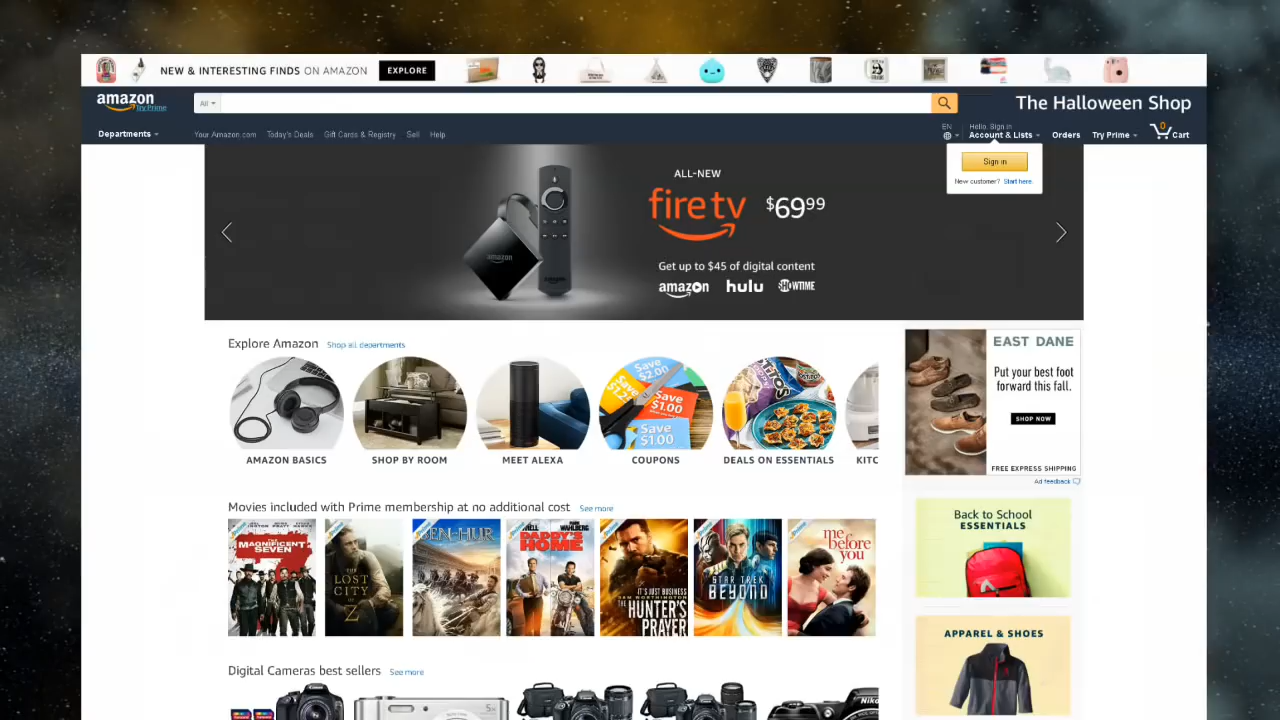 NEW & INTERESTING FINDS ON AMAZON EXPLORE
amazon
Try Prime
All
The Halloween Shop
Departments
Your Amazon.com Today's Deals Gift Cards & Registry Sell Help
EN
Hello. Sign in
Account & Lists
Orders
Try Prime
0
Cart
Sign in
New customer? Start here.
ALL-NEW
fire tv
$69.99
Get up to $45 of digital content
amazon hulu SHOWTIME
amazon
Explore Amazon Shop all departments
Save $2.00
Save $1.00
Save $1.00
AMAZON BASICS
SHOP BY ROOM
MEET ALEXA
COUPONS
DEALS ON ESSENTIALS
KITC
EAST DANE
Put your best foot
forward this fall.
SHOP NOW
FREE EXPRESS SHIPPING
Ad feedback
Movies included with Prime membership at no additional cost See more
THE MAGNIFICENT SEVEN
THE LOST CITY OF Z
BEN-HUR
DADDY'S HOME
IT'S JUST BUSINESS
SAM WORTHINGTON
THE HUNTER'S PRAYER
STAR TREK BEYOND
me before you
Back to School
ESSENTIALS
APPAREL & SHOES
Digital Cameras best sellers See more